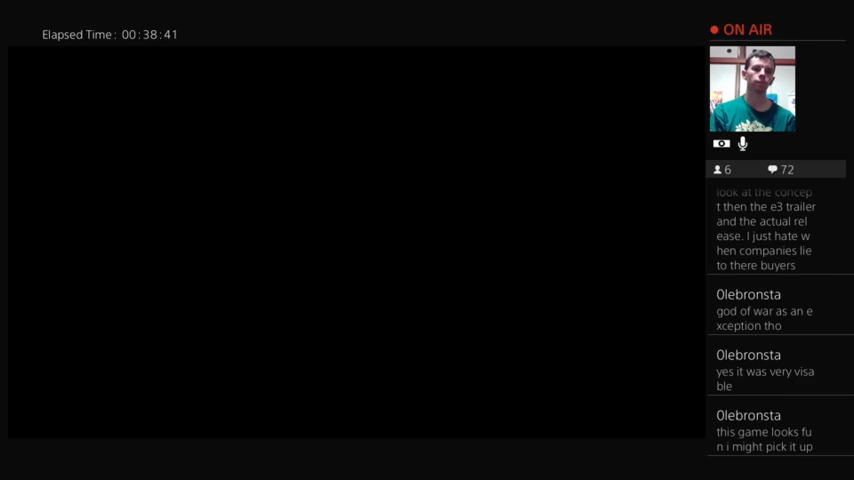 Elapsed Time: 00:38:41
ON AIR
6
72
look at the concep
t then the e3 trailer
and the actual rel
ease. I just hate w
hen companies lie
to there buyers
0lebronsta
god of war as an e
xception tho
0lebronsta
yes it was very visa
ble
0lebronsta
this game looks fu
n i might pick it up